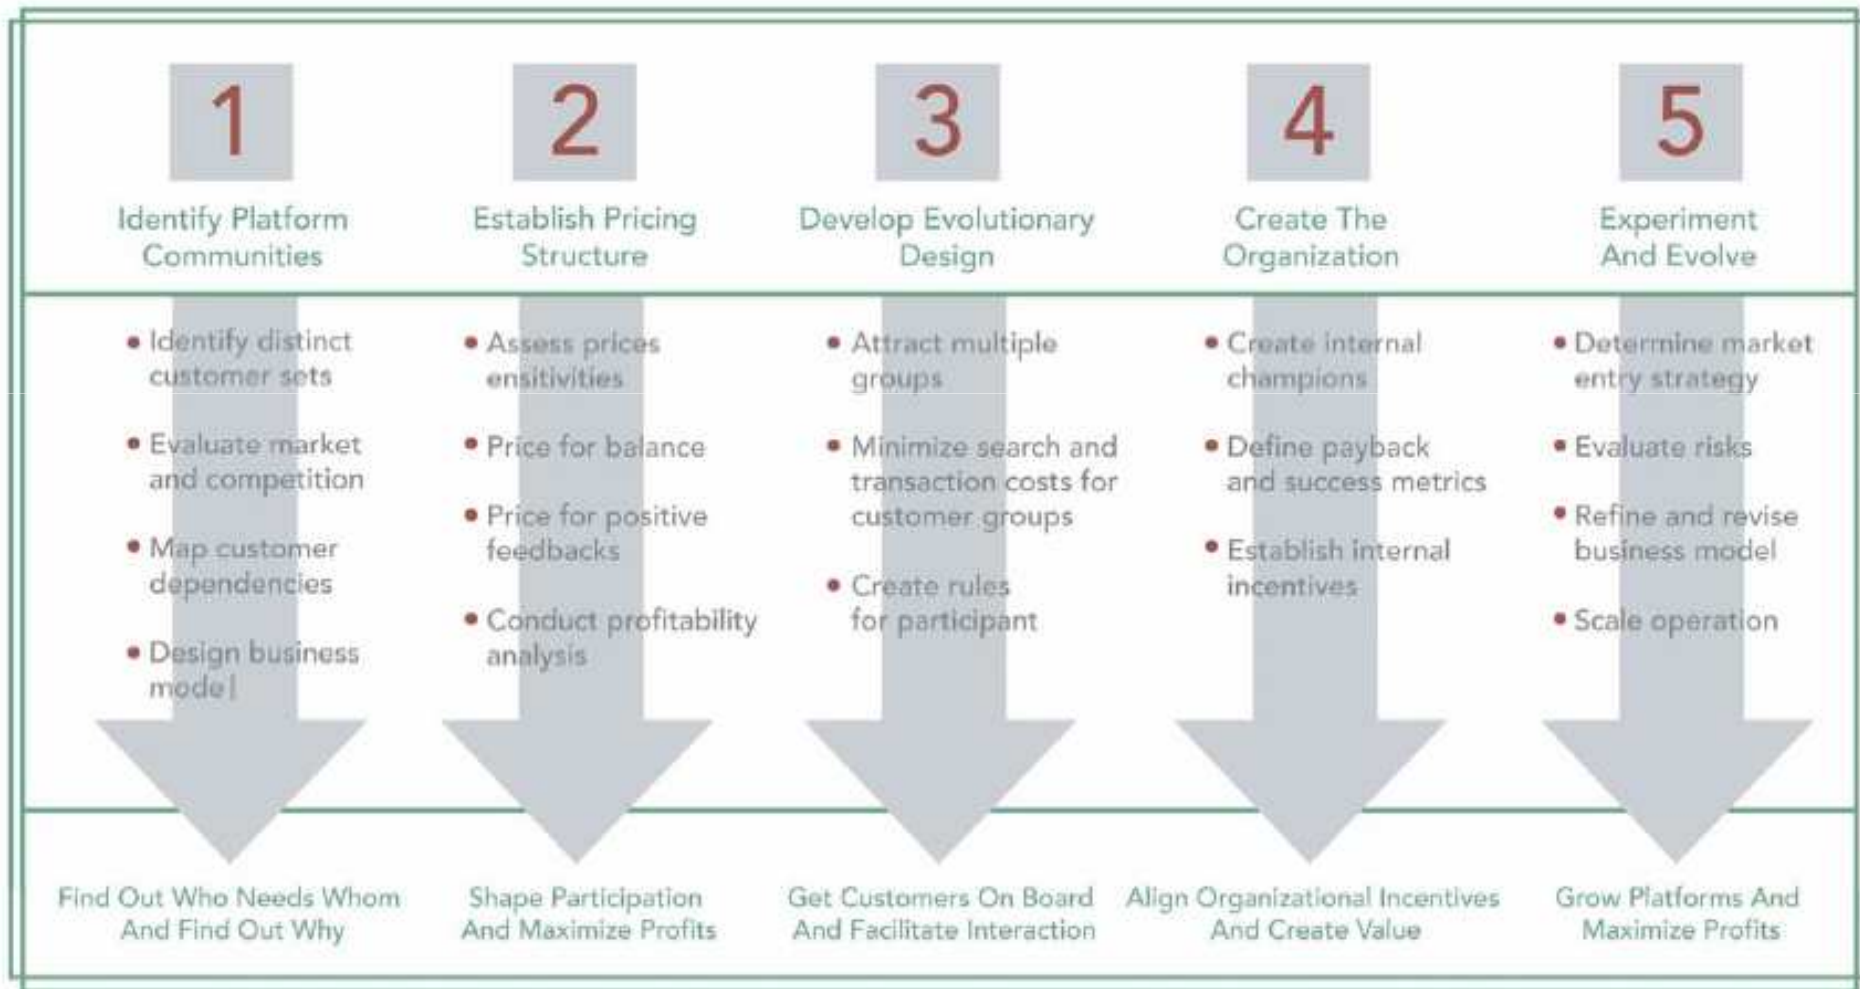 1
Identify Platform
Communities
• Identify distinct
customer sets
• Evaluate market
and competition
• Map customer
dependencies
• Design business
mode|
Find Out Who Needs Whom
And Find Out Why
2
Establish Pricing
Structure
• Assess prices
ensitivities
• Price for balance
• Price for positive
feedbacks
• Conduct profitability
analysis
Shape Participation
And Maximize Profits
3
Develop Evolutionary
Design
• Attract multiple
groups
• Minimize search and
transaction costs for
customer groups
• Create rules
for participant
Get Customers On Board
And Facilitate Interaction
4
Create The
Organization
• Create internal
champions
• Define payback
and success metrics
• Establish internal
incentives
Align Organizational Incentives
And Create Value
5
Experiment
And Evolve
• Determine market
entry strategy
• Evaluate risks
• Refine and revise
business model
• Scale operation
Grow Platforms And
Maximize Profits